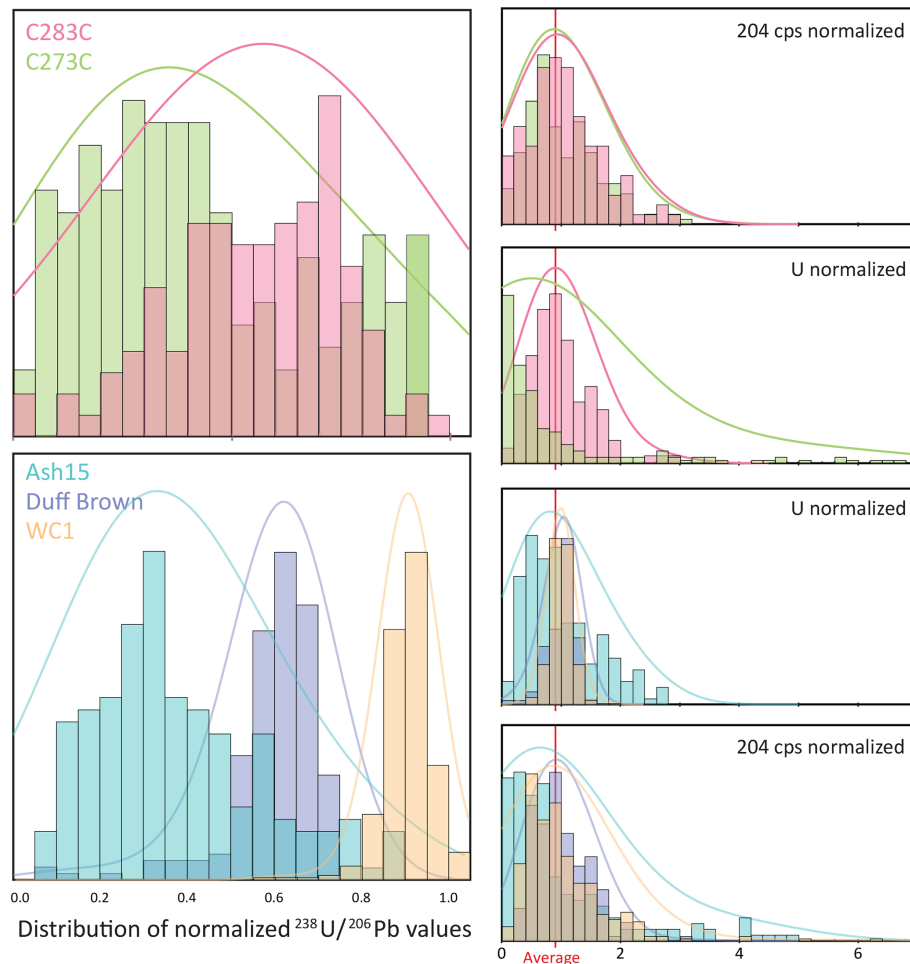 C283C
C273C
204 cps normalized
U normalized
Ash15
Duff Brown
WC1
U normalized
204 cps normalized
0.0 0.2 0.4 0.6 0.8 1.0
Distribution of normalized ²³⁸U/²⁰⁶Pb values
0 2 4 6
Average